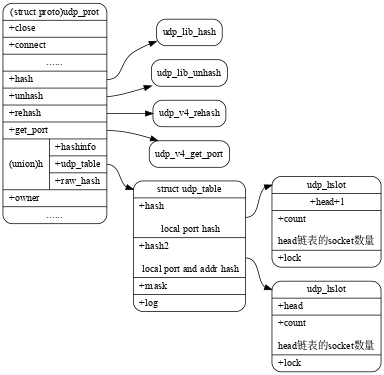 (struct proto)udp_prot
+close
+connect
......
+hash
+unhash
+rehash
+get_port
(union)h
+hashinfo
+udp_table
+raw_hash
+owner
......
udp_lib_hash
udp_lib_unhash
udp_v4_rehash
udp_v4_get_port
struct udp_table
+hash
local port hash
+hash2
local port and addr hash
+mask
+log
udp_hslot
+head+1
+count
head链表的socket数量
+lock
udp_hslot
+head
+count
head链表的socket数量
+lock